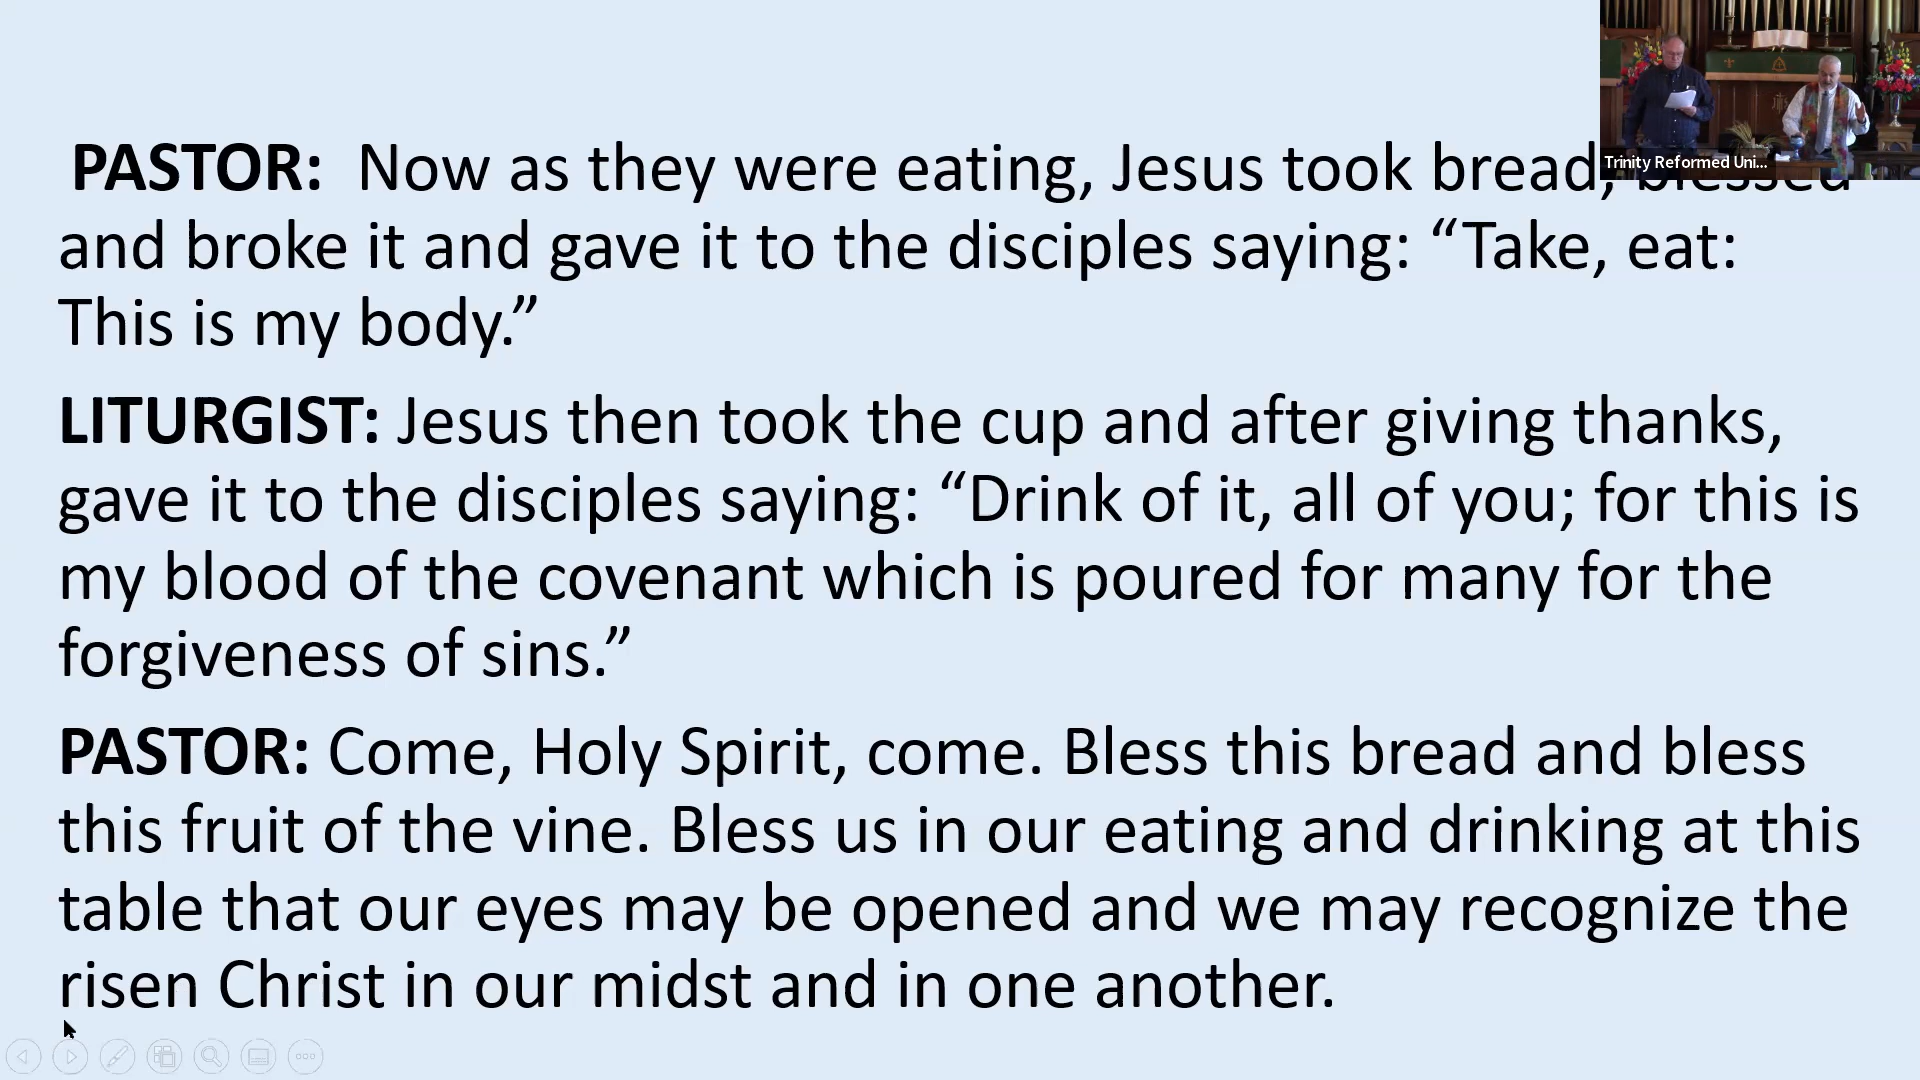 PASTOR: Now as they were eating, Jesus took bread, blessed
and broke it and gave it to the disciples saying: “Take, eat:
This is my body.”
LITURGIST: Jesus then took the cup and after giving thanks,
gave it to the disciples saying: “Drink of it, all of you; for this is
my blood of the covenant which is poured for many for the
forgiveness of sins.”
PASTOR: Come, Holy Spirit, come. Bless this bread and bless
this fruit of the vine. Bless us in our eating and drinking at this
table that our eyes may be opened and we may recognize the
risen Christ in our midst and in one another.
Trinity Reformed Uni...